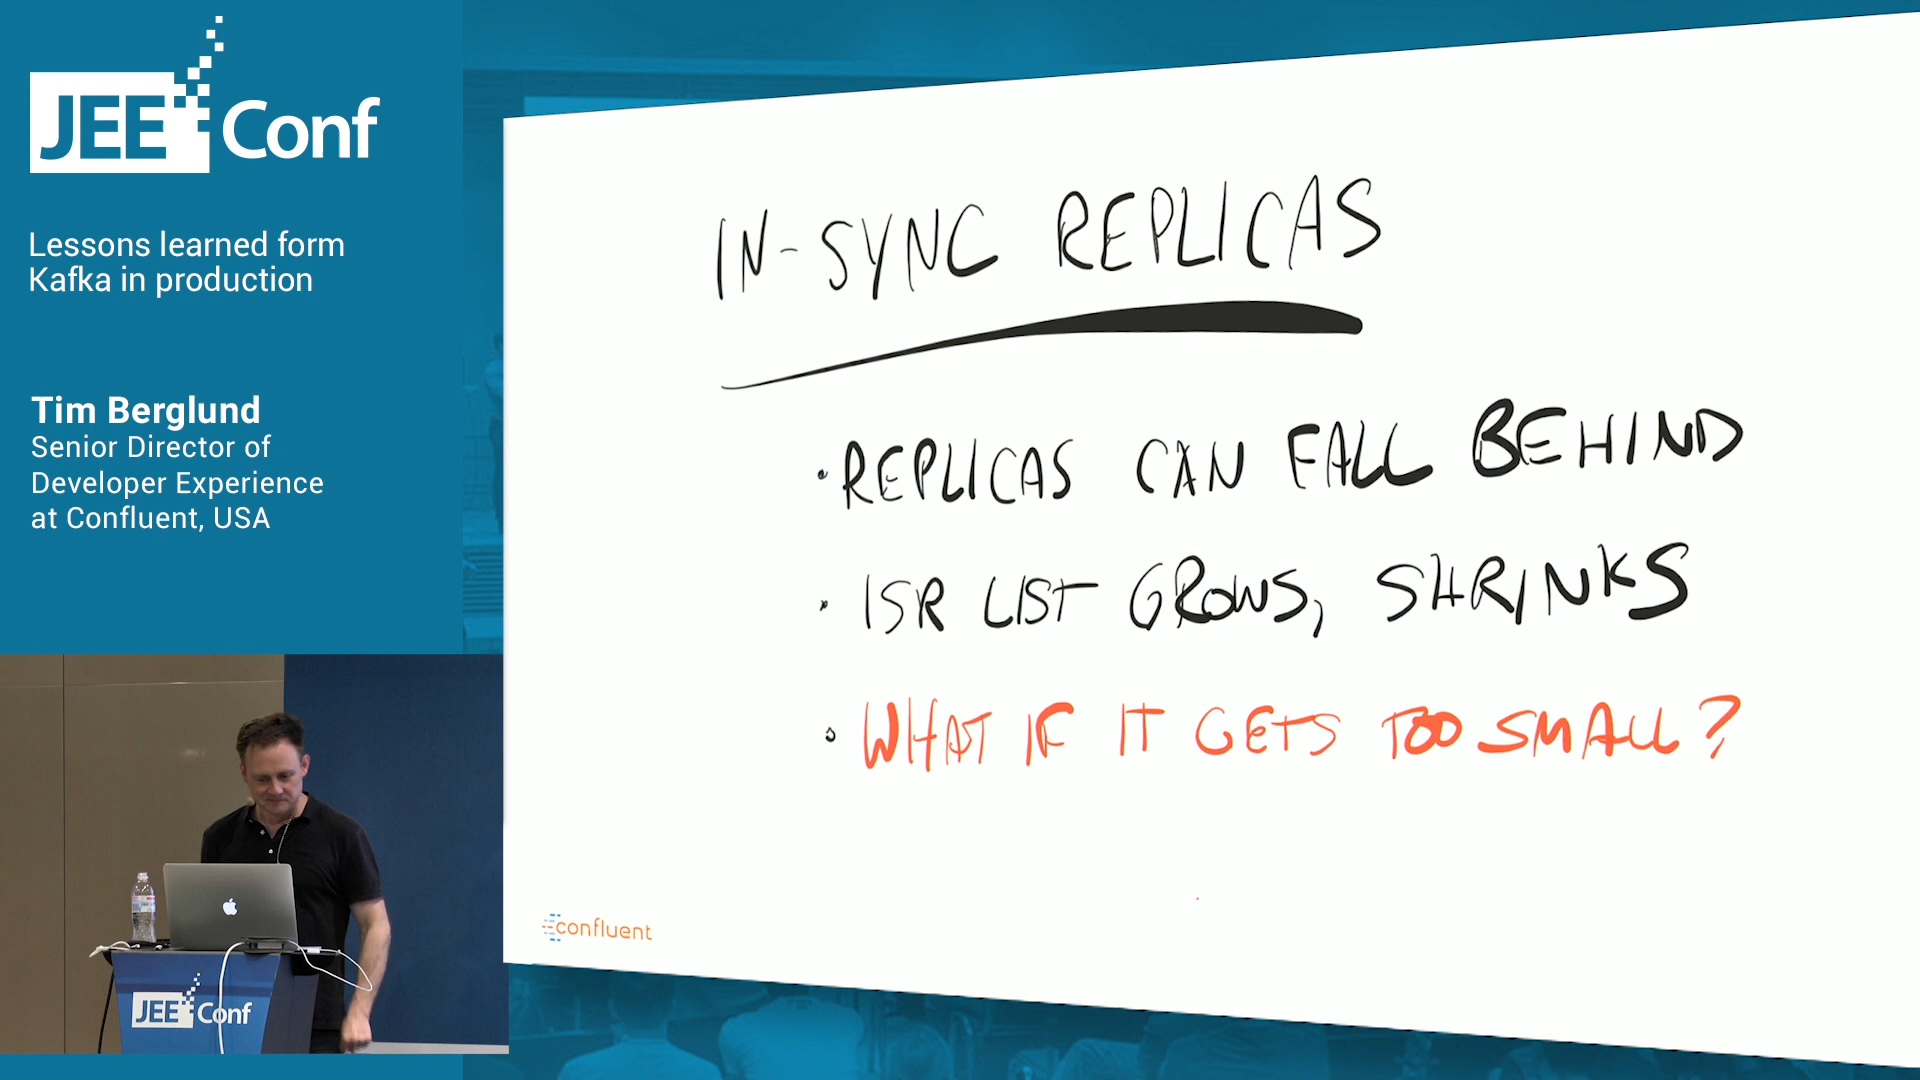 JEE Conf
Lessons learned form
Kafka in production
Tim Berglund
Senior Director of
Developer Experience
at Confluent, USA
IN-SYNC REPLICAS
• REPLICAS CAN FALL BEHIND
• ISR LIST GROWS, SHRINKS
• WHAT IF IT GETS TOO SMALL?
confluent
JEE Conf